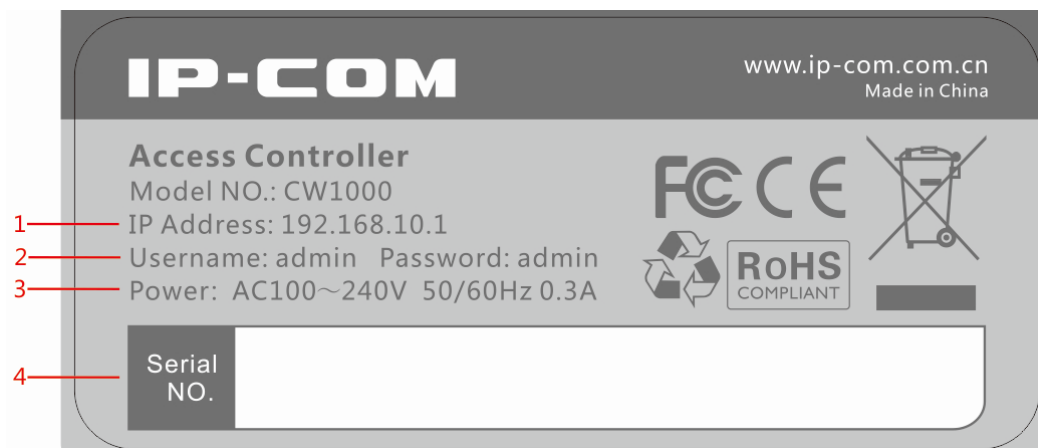 IP-COM
www.ip-com.com.cn
Made in China
Access Controller
Model NO.: CW1000
1 IP Address: 192.168.10.1
2 Username: admin Password: admin
3 Power: AC100～240V 50/60Hz 0.3A
FC CE
RoHS
COMPLIANT
4 Serial
NO.